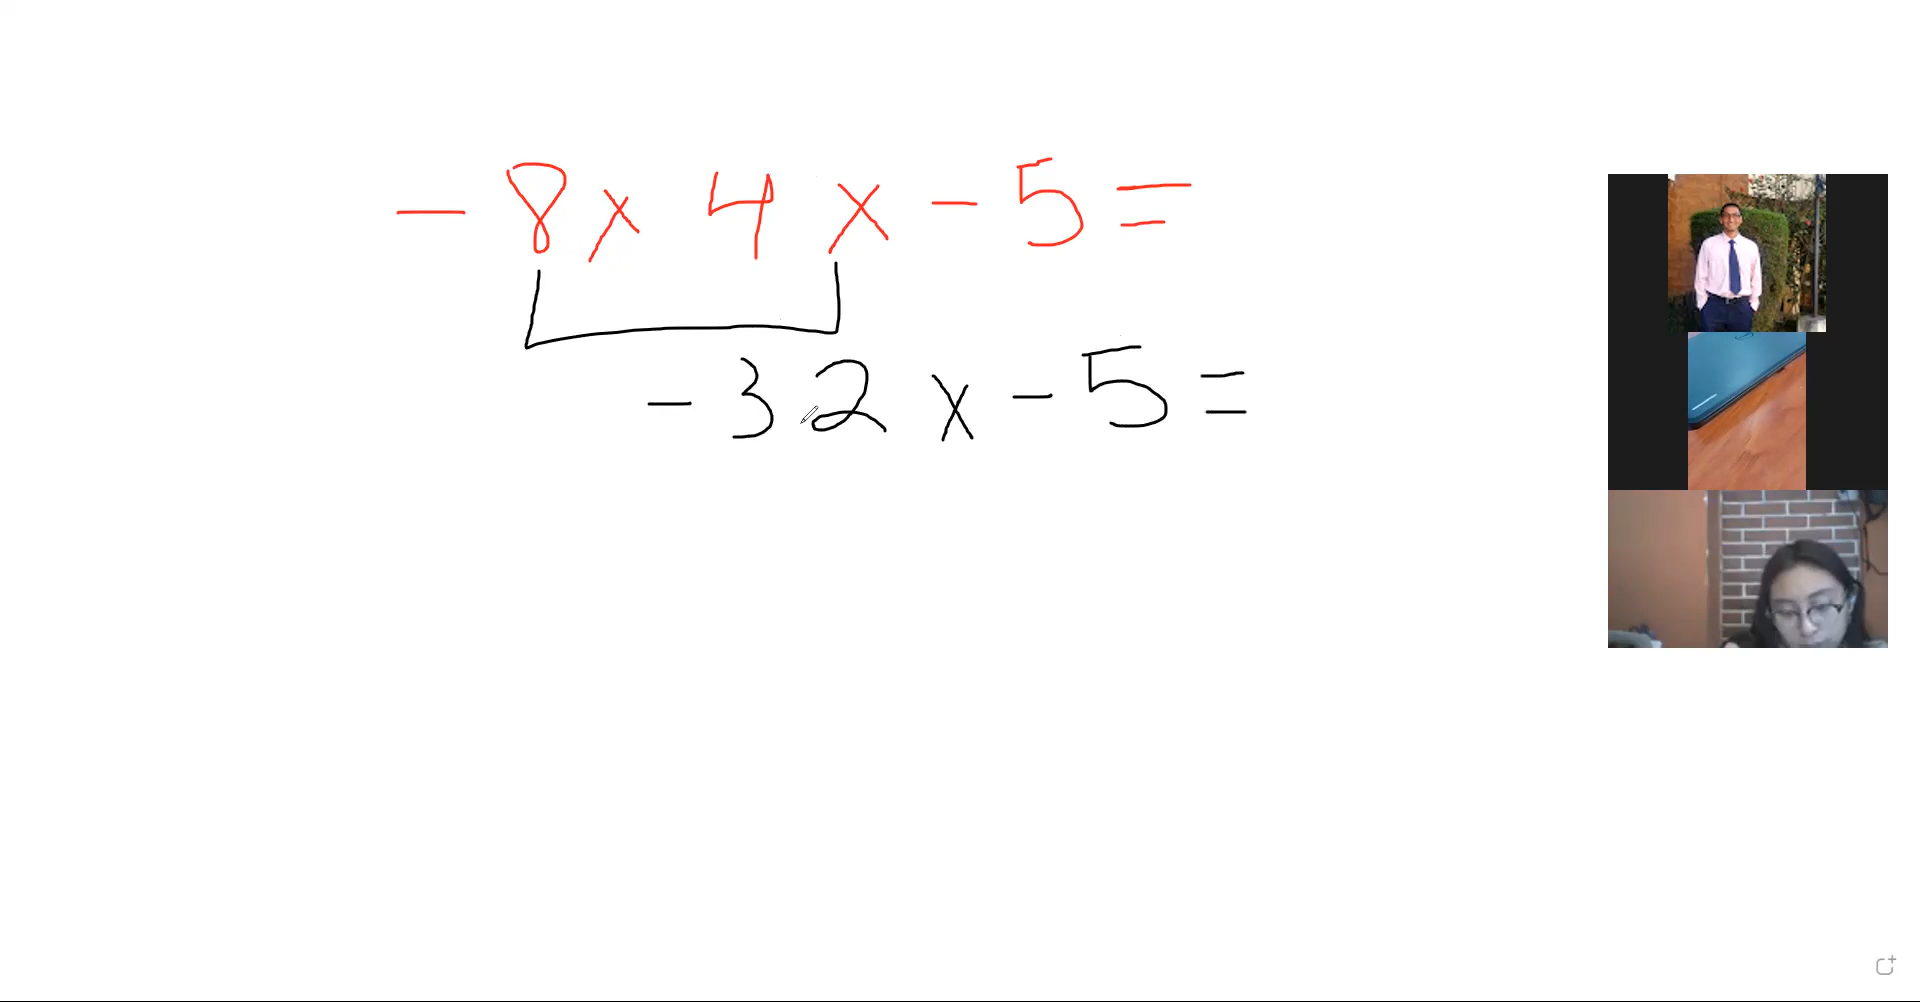 - 8 x 4 x - 5 =
- 32 x - 5 =